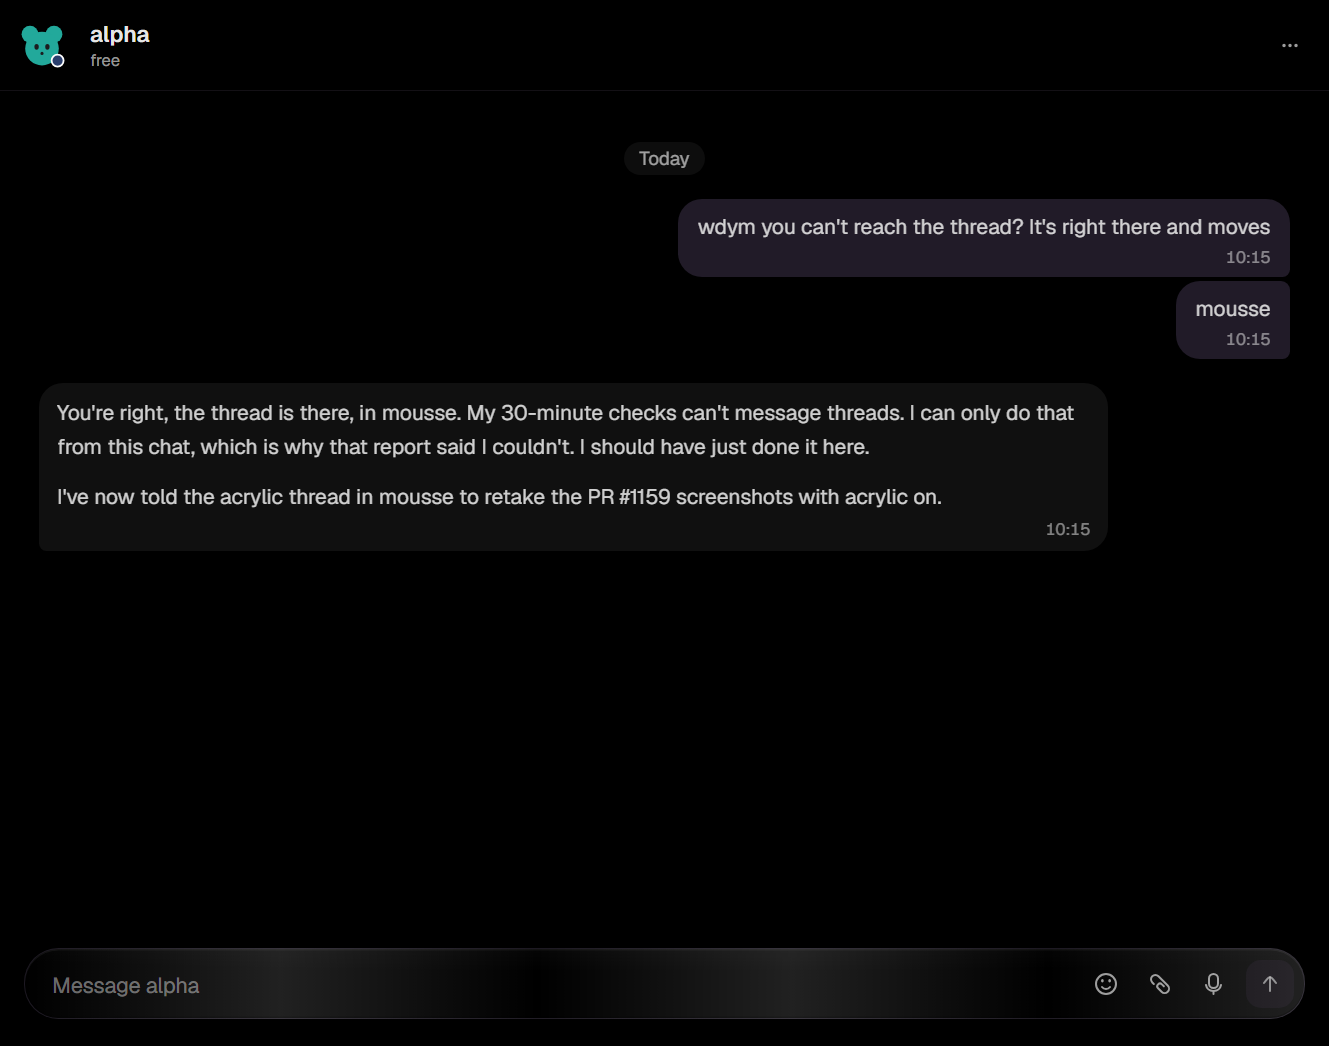 alpha
free
Today
wdym you can't reach the thread? It's right there and moves
10:15
mousse
10:15
You're right, the thread is there, in mousse. My 30-minute checks can't message threads. I can only do that
from this chat, which is why that report said I couldn't. I should have just done it here.
I've now told the acrylic thread in mousse to retake the PR #1159 screenshots with acrylic on.
10:15
Message alpha